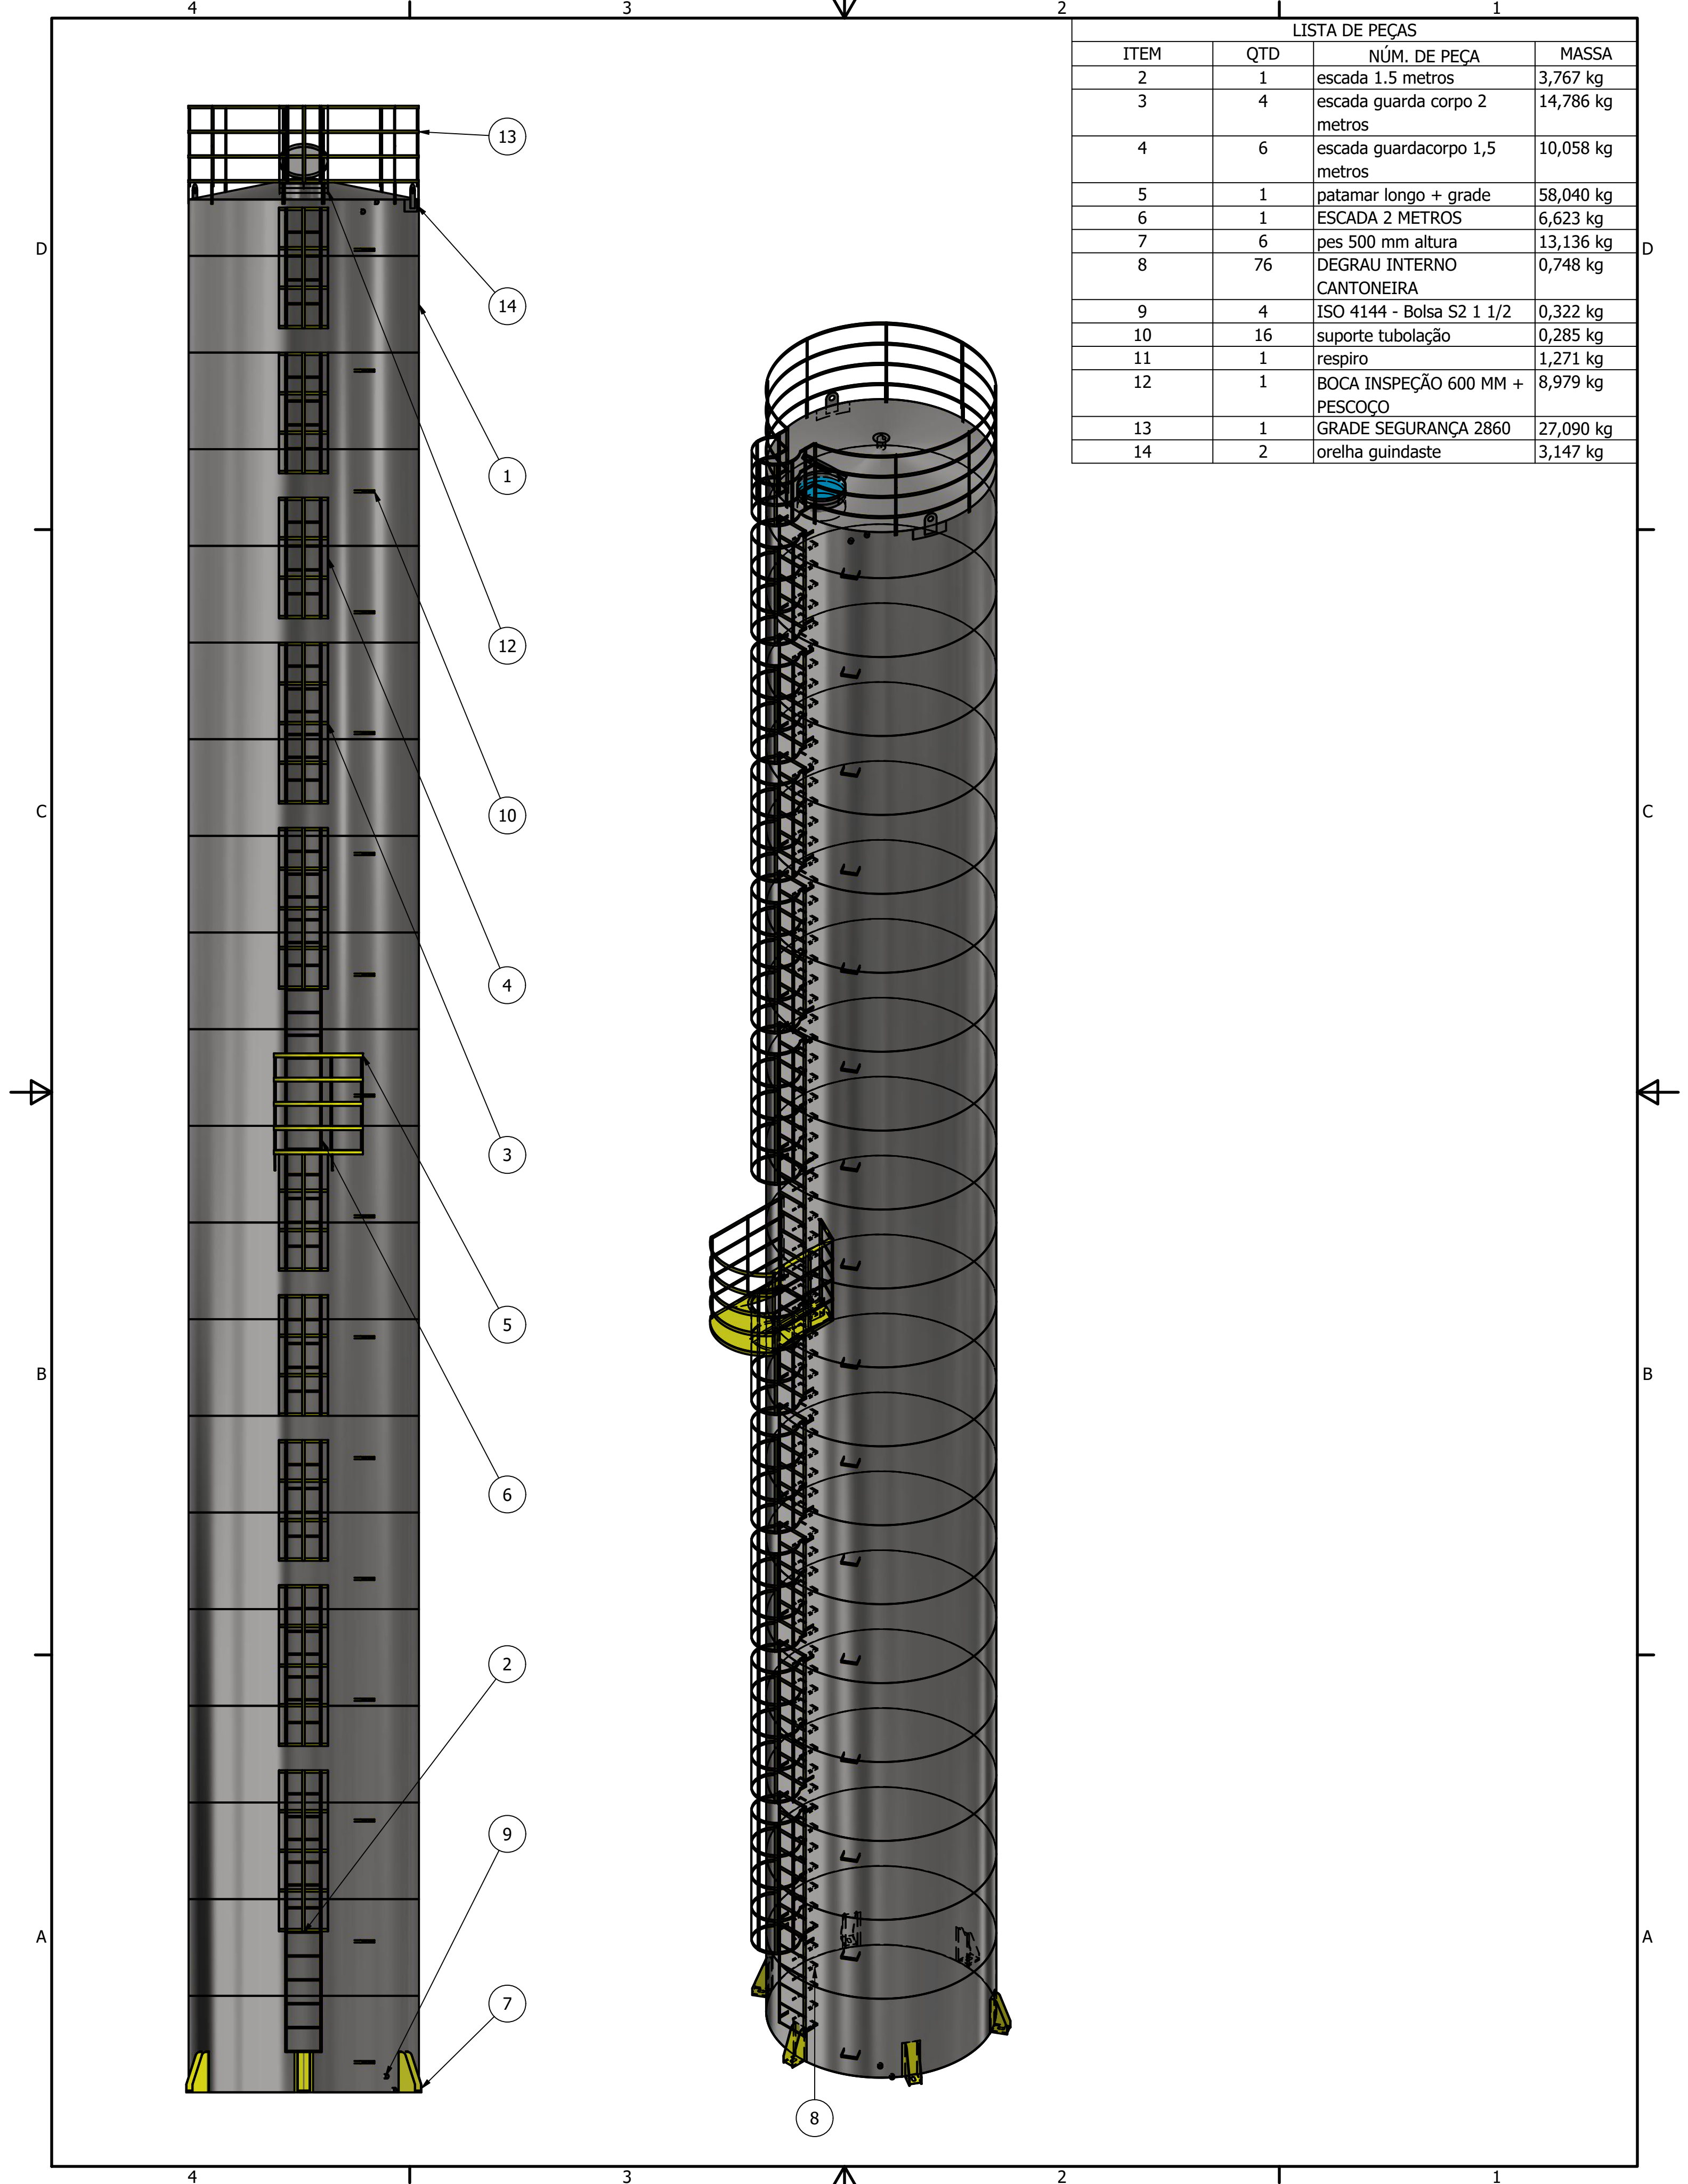 4 3 2 1
LISTA DE PEÇAS
ITEM QTD NÚM. DE PEÇA MASSA
2 1 escada 1.5 metros 3,767 kg
3 4 escada guarda corpo 2 14,786 kg
metros
4 6 escada guardacorpo 1,5 10,058 kg
metros
5 1 patamar longo + grade 58,040 kg
6 1 ESCADA 2 METROS 6,623 kg
7 6 pes 500 mm altura 13,136 kg
8 76 DEGRAU INTERNO 0,748 kg
CANTONEIRA
9 4 ISO 4144 - Bolsa S2 1 1/2 0,322 kg
10 16 suporte tubolação 0,285 kg
11 1 respiro 1,271 kg
12 1 BOCA INSPEÇÃO 600 MM + 8,979 kg
PESCOÇO
13 1 GRADE SEGURANÇA 2860 27,090 kg
14 2 orelha guindaste 3,147 kg
13
D D
14
1
12
C C
10
4
3
5
B B
6
2
9
A A
7
8
4 3 2 1